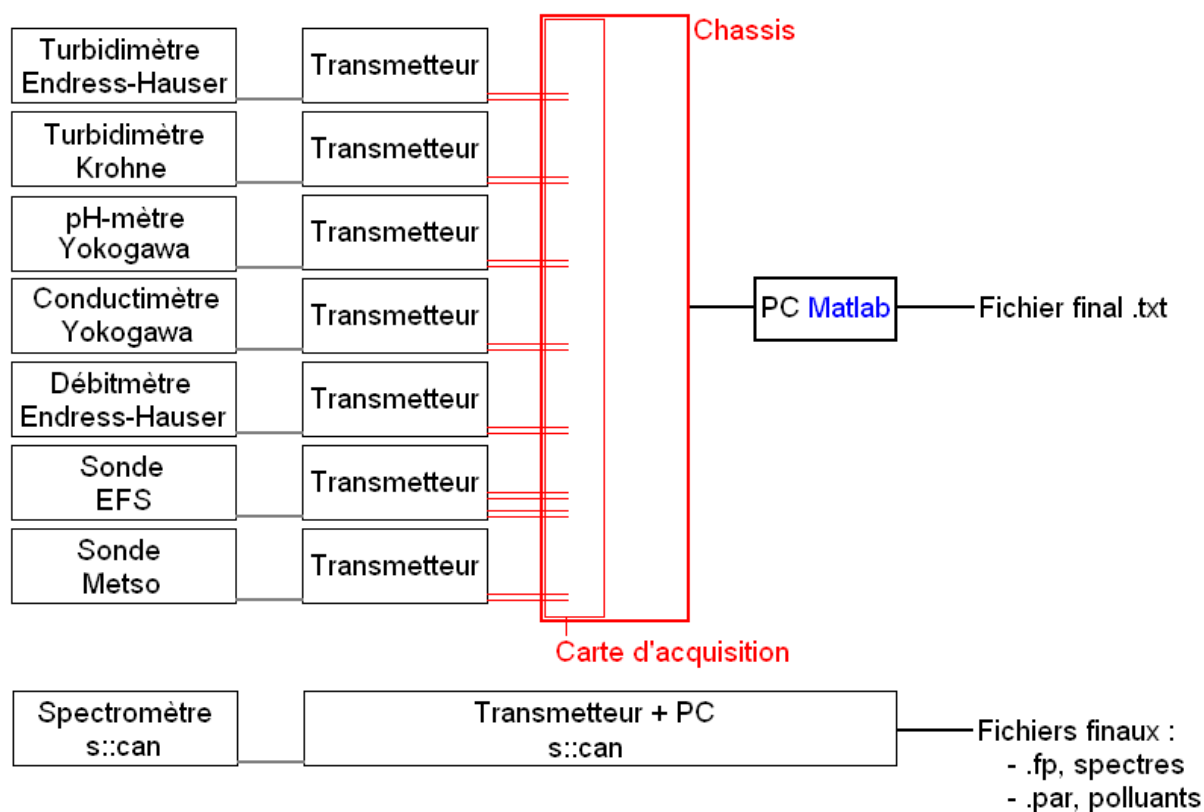 Chassis
Turbidimètre
Endress-Hauser
Transmetteur
Turbidimètre
Krohne
Transmetteur
pH-mètre
Yokogawa
Transmetteur
Conductimètre
Yokogawa
Transmetteur
PC Matlab
Fichier final .txt
Débitmètre
Endress-Hauser
Transmetteur
Sonde
EFS
Transmetteur
Sonde
Metso
Transmetteur
Carte d'acquisition
Spectromètre
s::can
Transmetteur + PC
s::can
Fichiers finaux :
- .fp, spectres
- .par, polluants